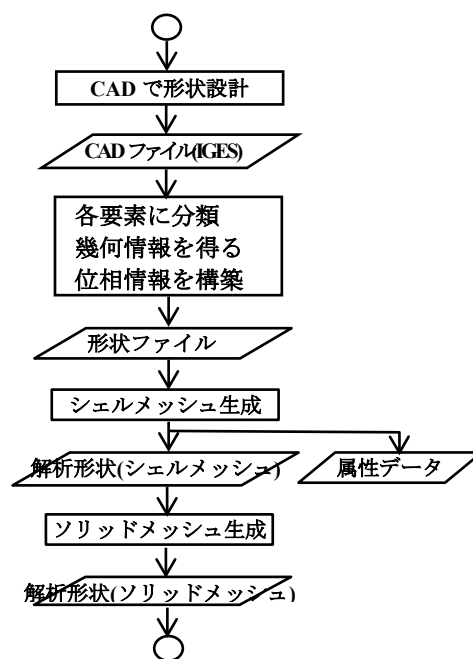 CAD で形状設計
CAD ファイル(IGES)
各要素に分類
幾何情報を得る
位相情報を構築
形状ファイル
シェルメッシュ生成
解析形状(シェルメッシュ)
属性データ
ソリッドメッシュ生成
解析形状(ソリッドメッシュ)